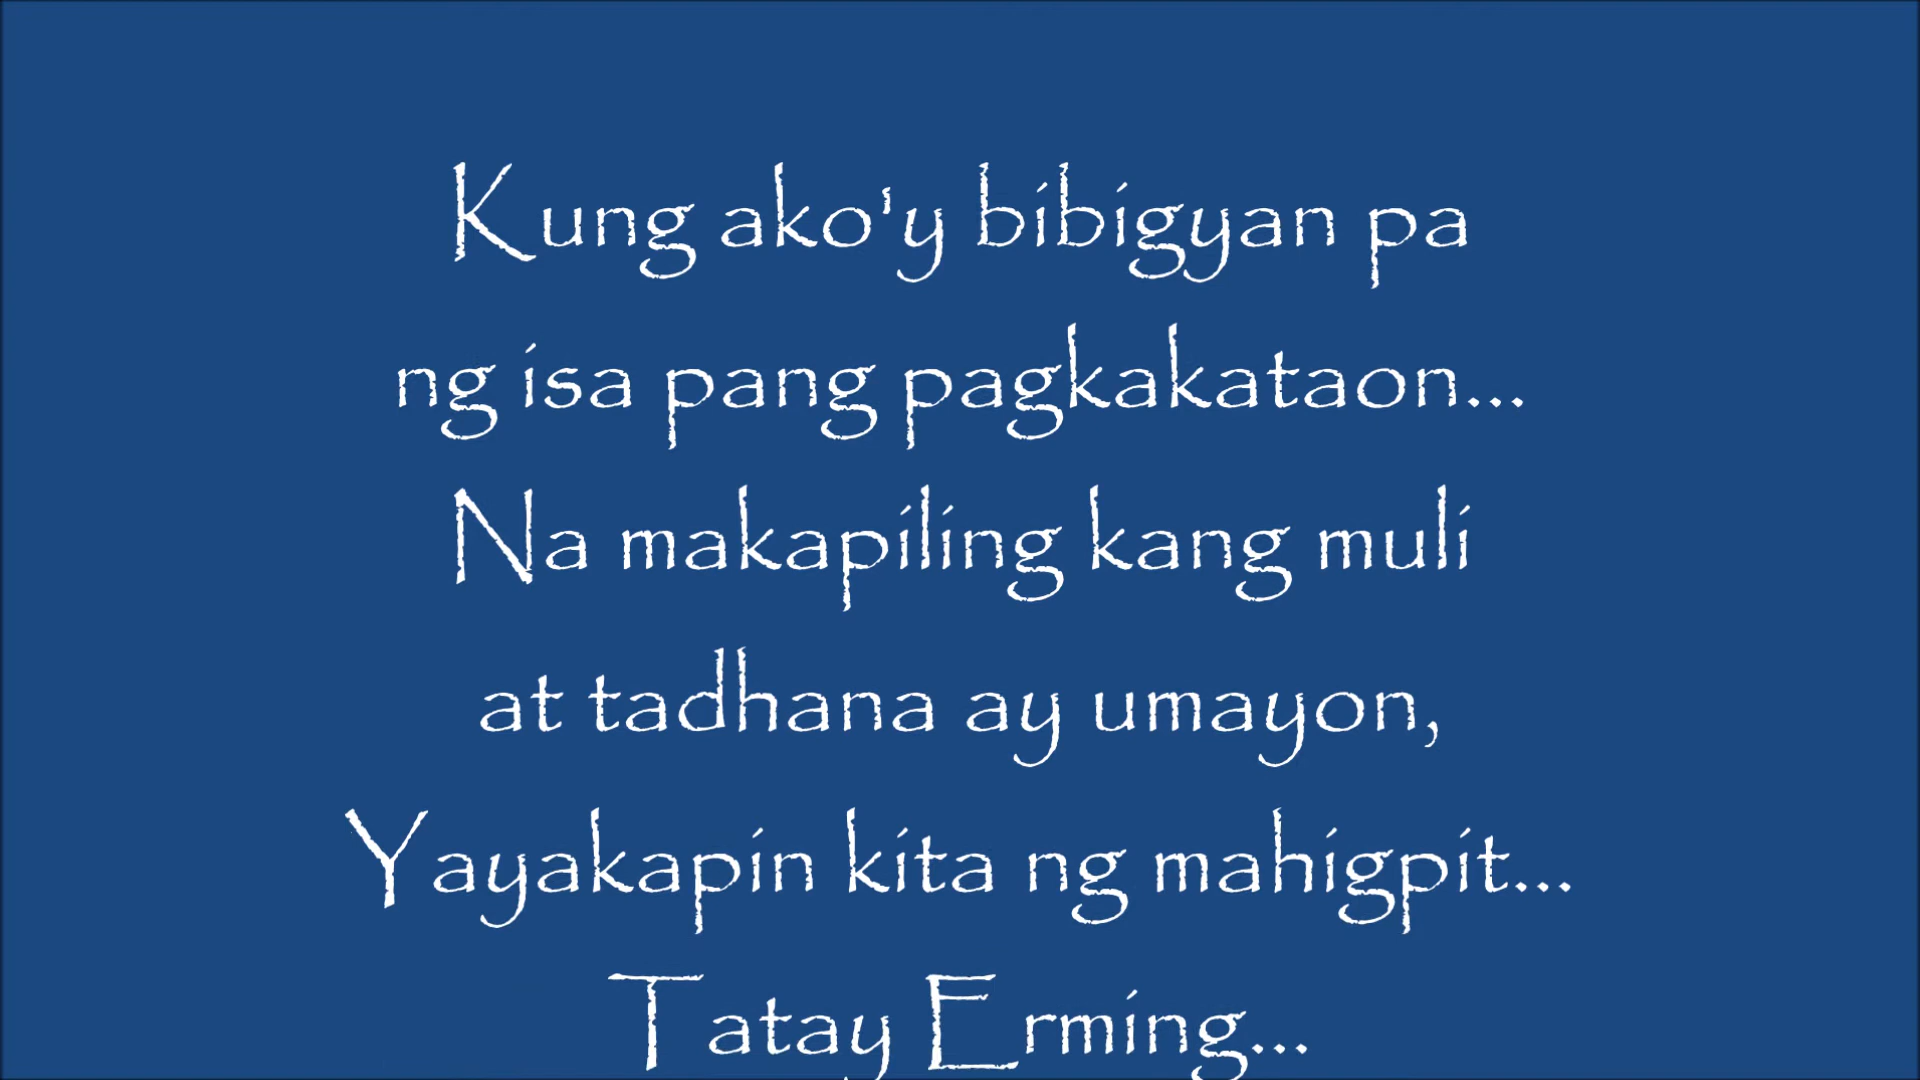 Kung ako'y bibigyan pa
ng isa pang pagkakataon...
Na makapiling kang muli
at tadhana ay umayon,
Yayakapin kita ng mahigpit...
Tatay Erming...